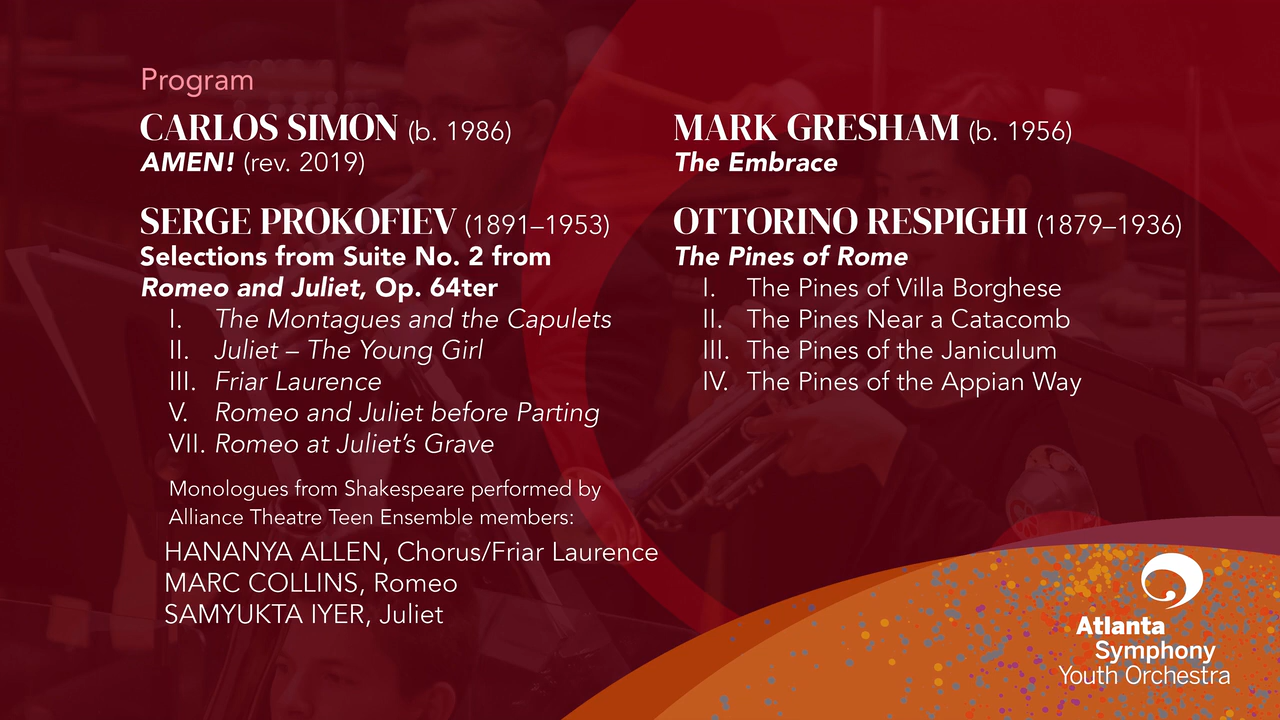 Program
CARLOS SIMON (b. 1986)
AMEN! (rev. 2019)
SERGE PROKOFIEV (1891–1953)
Selections from Suite No. 2 from
Romeo and Juliet, Op. 64ter
I. The Montagues and the Capulets
II. Juliet – The Young Girl
III. Friar Laurence
V. Romeo and Juliet before Parting
VII. Romeo at Juliet’s Grave
Monologues from Shakespeare performed by
Alliance Theatre Teen Ensemble members:
HANANYA ALLEN, Chorus/Friar Laurence
MARC COLLINS, Romeo
SAMYUKTA IYER, Juliet
MARK GRESHAM (b. 1956)
The Embrace
OTTORINO RESPIGHI (1879–1936)
The Pines of Rome
I. The Pines of Villa Borghese
II. The Pines Near a Catacomb
III. The Pines of the Janiculum
IV. The Pines of the Appian Way
Atlanta
Symphony
Youth Orchestra